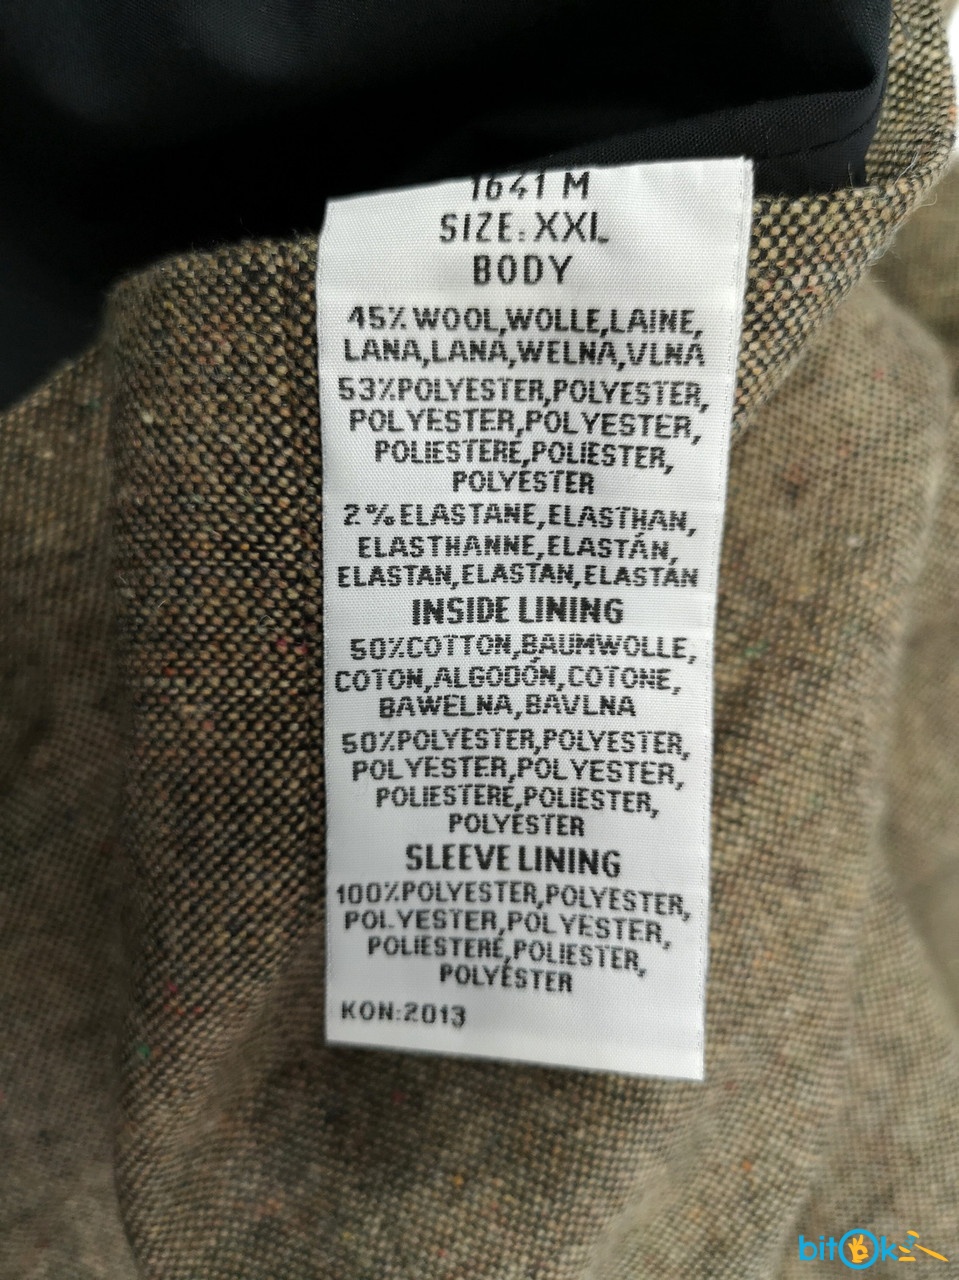 1641 M
SIZE:XXL
BODY
45% WOOL,WOLLE,LAINE,
LANA,LANA,WELNA,VLNA
53%POLYESTER,POLYESTER,
POLYESTER,POLYESTER,
POLIESTERE,POLIESTER,
POLYESTER
2%ELASTANE,ELASTHAN,
ELASTHANNE,ELASTÁN,
ELASTAN,ELASTAN,ELASTAN
INSIDE LINING
50%COTTON,BAUMWOLLE,
COTON,ALGODÓN,COTONE,
BAWELNA,BAVLNA
50%POLYESTER,POLYESTER,
POLYESTER,POLYESTER,
POLIESTERE,POLIESTER,
POLYESTER
SLEEVE LINING
100%POLYESTER,POLYESTER,
POLYESTER,POLYESTER,
POLIESTERE,POLIESTER,
POLYESTER
KON:2013
bitOk